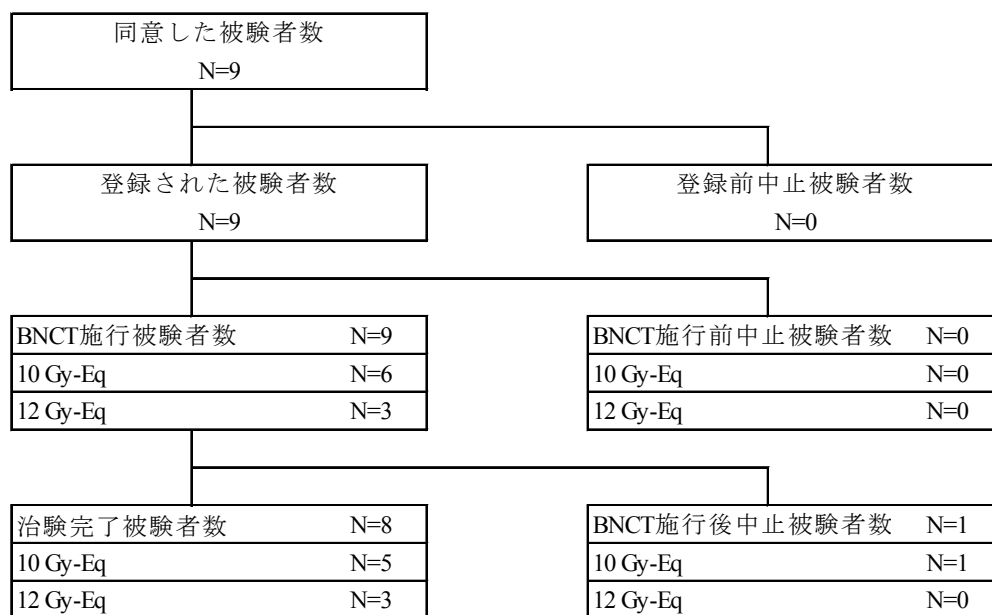 同意した被験者数
N=9
登録された被験者数
N=9
登録前中止被験者数
N=0
BNCT施行被験者数 N=9
10 Gy-Eq N=6
12 Gy-Eq N=3
BNCT施行前中止被験者数 N=0
10 Gy-Eq N=0
12 Gy-Eq N=0
治験完了被験者数 N=8
10 Gy-Eq N=5
12 Gy-Eq N=3
BNCT施行後中止被験者数 N=1
10 Gy-Eq N=1
12 Gy-Eq N=0